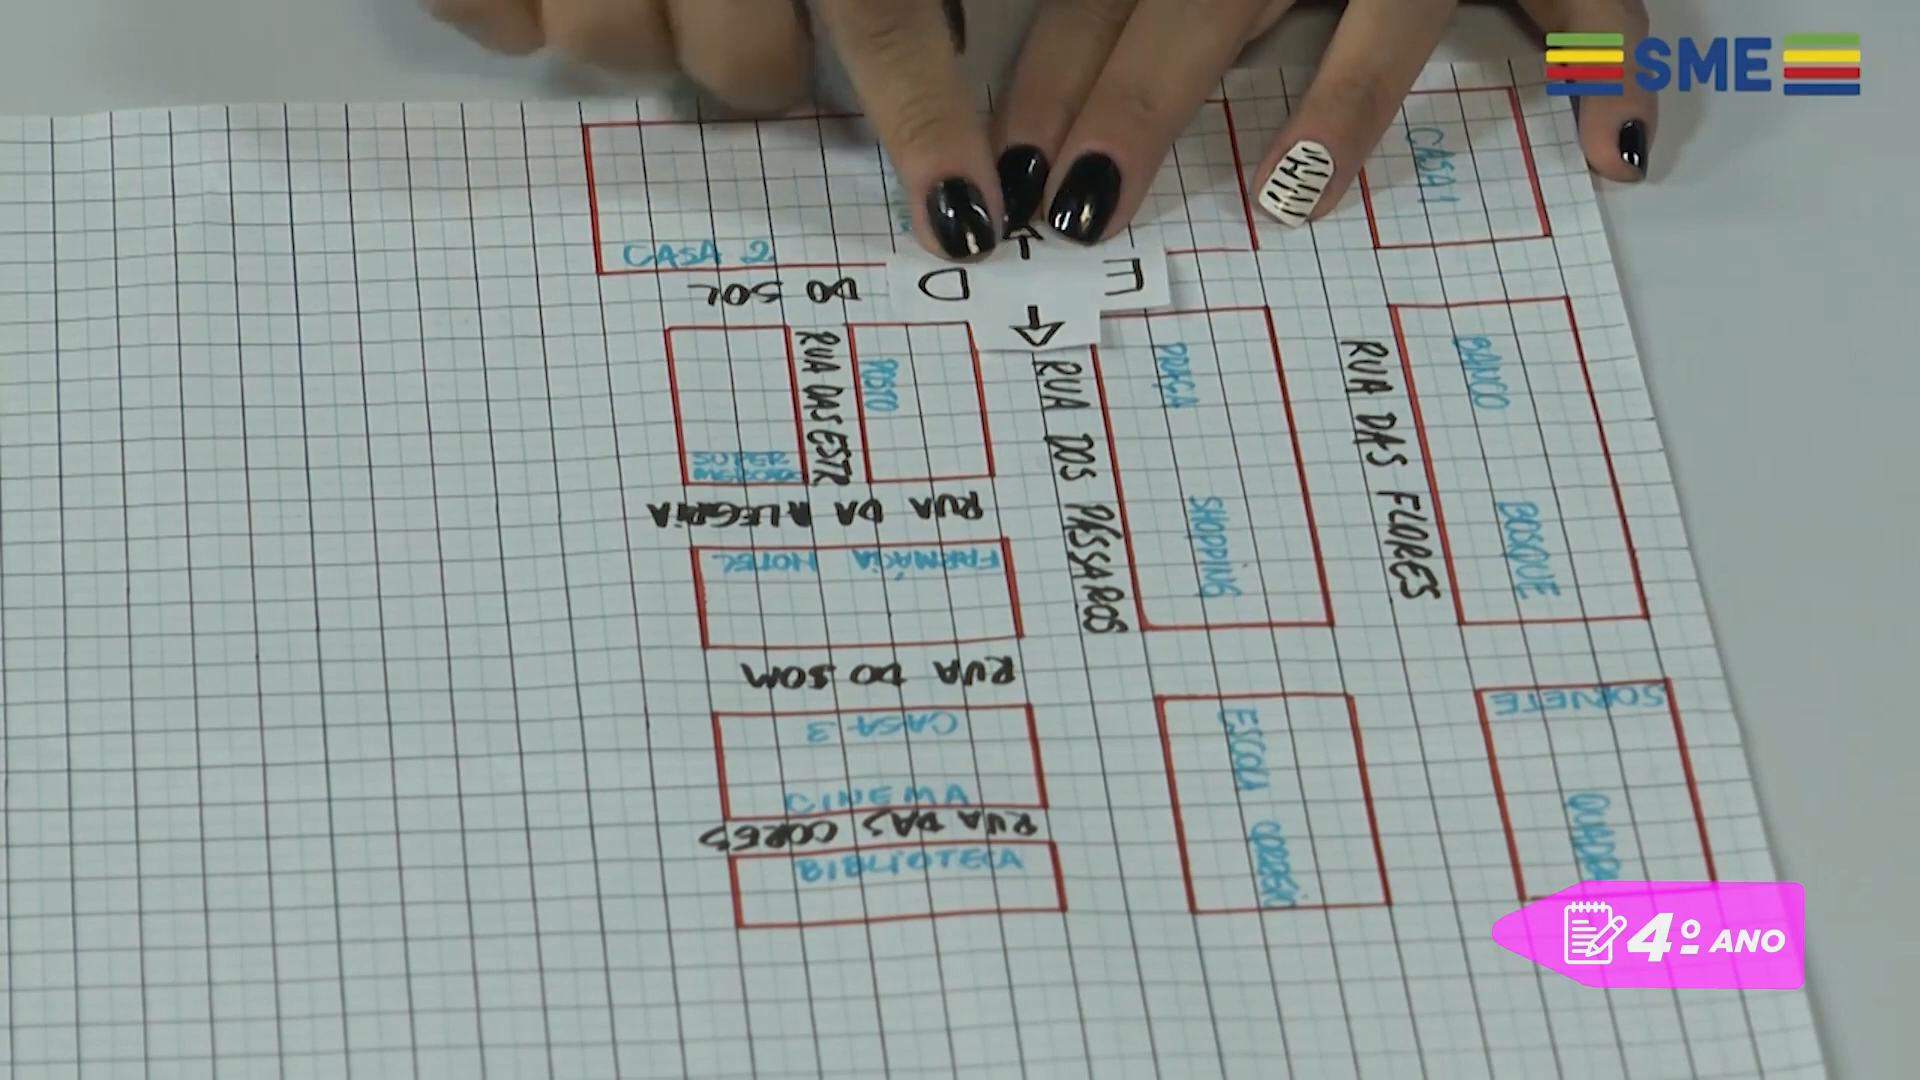 SME
CASA 1
CASA 2
DO SOL
D
E
RUA DAS ESTR
POSTO
RUA DOS PÁSSAROS
PRAÇA
SHOPPING
RUA DAS FLORES
BANCO
BOSQUE
SUPER
RUA DA ALEGRIA
FARMÁCIA HOTEL
RUA DO SOM
CASA 3
CINEMA
RUA DAS CORES
BIBLIOTECA
ESCOLA
CORREIO
SORVETE
4º ANO